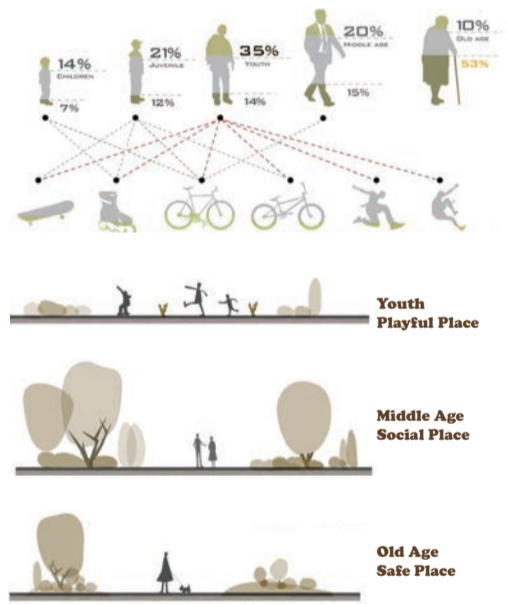 14%
Children
7%
21%
Juvenile
12%
35%
Youth
14%
20%
Middle age
15%
10%
Old age
53%
Youth
Playful Place
Middle Age
Social Place
Old Age
Safe Place